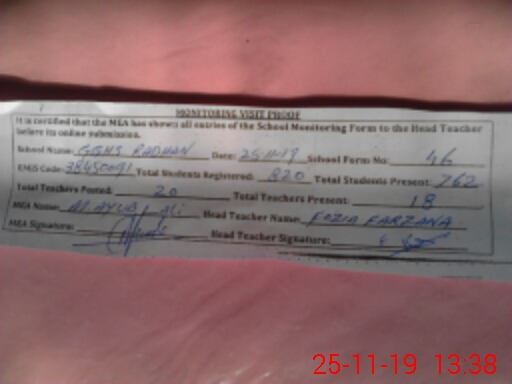 MONITORING VISIT PROOF
It is certified that the MEA has shown all entries of the School Monitoring Form to the Head Teacher
before its online submission.
School Name: GGHS PADHAN Date: 25-11-19 School Form No: 46
EMIS Code: 38450091 Total Students Registered: 820 Total Students Present: 762
Total Teachers Posted: 20 Total Teachers Present: 18
MEA Name: M. AYUB Ali Head Teacher Name: FOZIA FARZANA
MEA Signature: Head Teacher Signature:
25-11-19 13:38